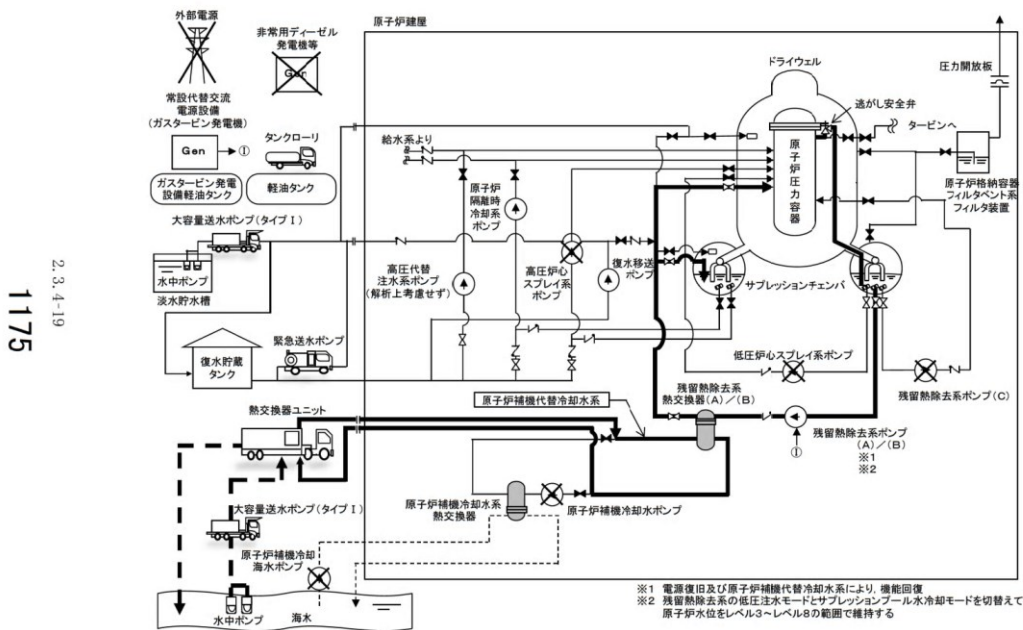 外部電源
非常用ディーゼル
発電機等
Gen
常設代替交流
電源設備
(ガスタービン発電機)
Gen
①
タンクローリ
ガスタービン発電
設備軽油タンク
軽油タンク
大容量送水ポンプ(タイプⅠ)
水中ポンプ
淡水貯水槽
復水貯蔵
タンク
緊急送水ポンプ
熱交換器ユニット
大容量送水ポンプ(タイプⅠ)
原子炉補機冷却
海水ポンプ
水中ポンプ
海水
原子炉建屋
給水系より
原子炉
隔離時
冷却系
ポンプ
高圧代替
注水系ポンプ
(解析上考慮せず)
高圧炉心
スプレイ系
ポンプ
復水移送
ポンプ
ドライウェル
原子炉圧力容器
逃がし安全弁
タービンへ
圧力開放板
原子炉格納容器
フィルタベント系
フィルタ装置
サプレッションチェンバ
低圧炉心スプレイ系ポンプ
残留熱除去系ポンプ(C)
残留熱除去系
熱交換器(A)/(B)
原子炉補機代替冷却水系
残留熱除去系ポンプ
(A)/(B)
※1
※2
①
原子炉補機冷却水系
熱交換器
原子炉補機冷却水ポンプ
※1 電源復旧及び原子炉補機代替冷却水系により、機能回復
※2 残留熱除去系の低圧注水モードとサプレッションプール水冷却モードを切替えて
原子炉水位をレベル3~レベル8の範囲で維持する
2.3.4-19
1175